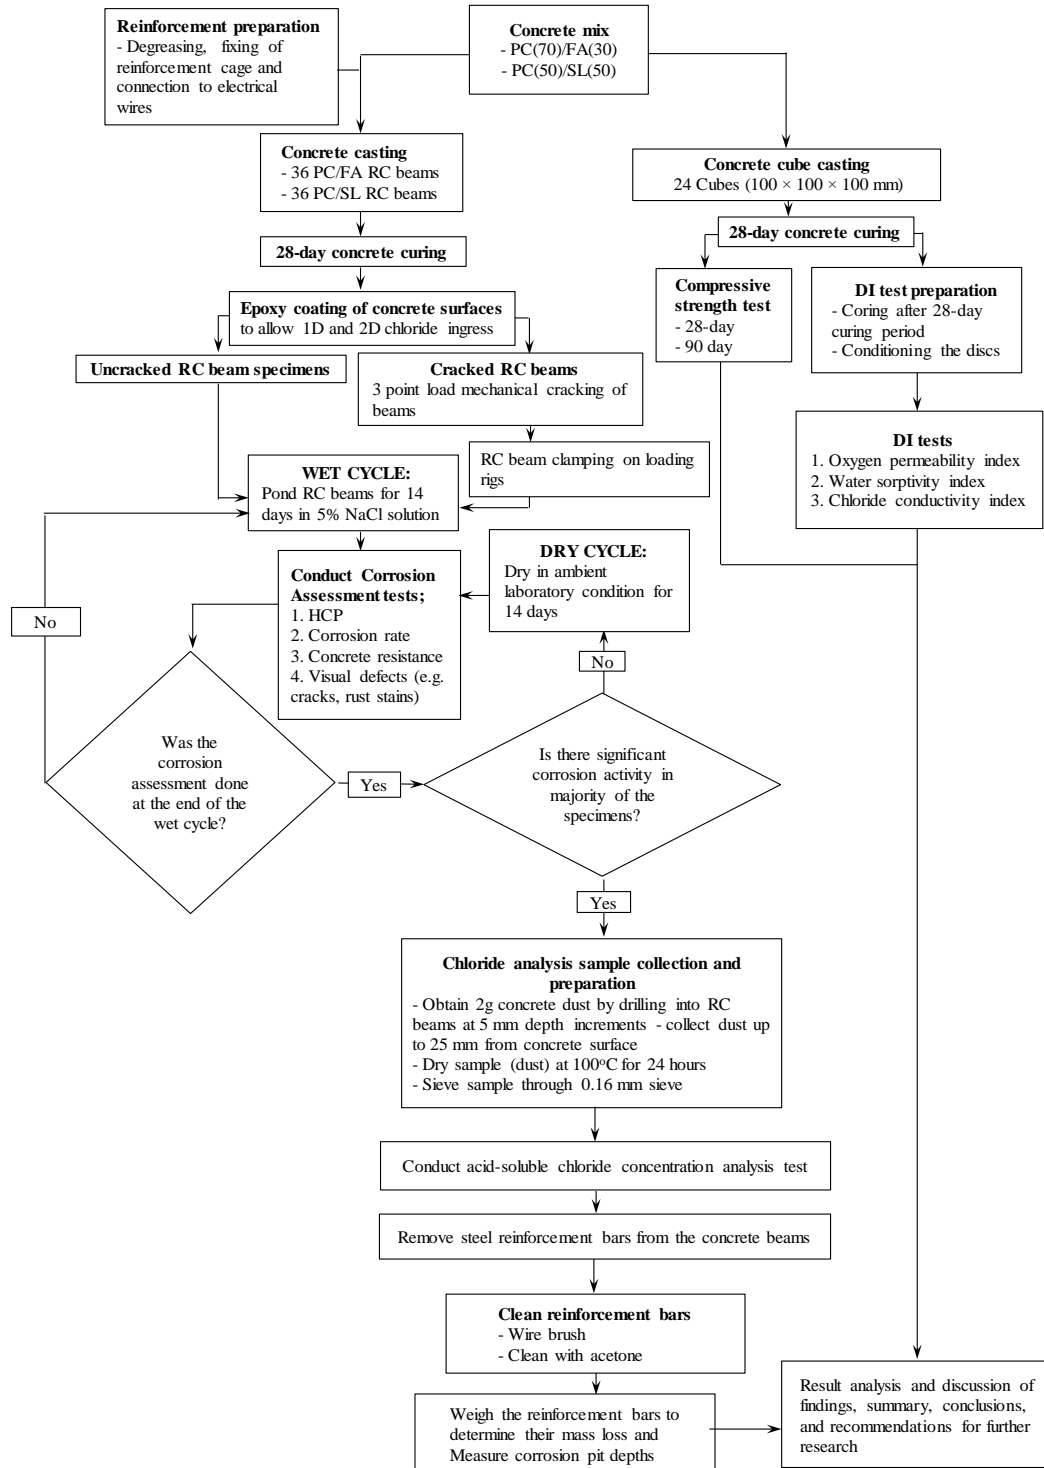 Reinforcement preparation
- Degreasing, fixing of
reinforcement cage and
connection to electrical
wires
Concrete mix
- PC(70)/FA(30)
- PC(50)/SL(50)
Concrete casting
- 36 PC/FA RC beams
- 36 PC/SL RC beams
Concrete cube casting
24 Cubes (100 × 100 × 100 mm)
28-day concrete curing
28-day concrete curing
Epoxy coating of concrete surfaces
to allow 1D and 2D chloride ingress
Compressive
strength test
- 28-day
- 90 day
DI test preparation
- Coring after 28-day
curing period
- Conditioning the discs
Uncracked RC beam specimens
Cracked RC beams
3 point load mechanical cracking of
beams
DI tests
1. Oxygen permeability index
2. Water sorptivity index
3. Chloride conductivity index
RC beam clamping on loading
rigs
WET CYCLE:
Pond RC beams for 14
days in 5% NaCl solution
DRY CYCLE:
Dry in ambient
laboratory condition for
14 days
Conduct Corrosion
Assessment tests;
1. HCP
2. Corrosion rate
3. Concrete resistance
4. Visual defects (e.g.
cracks, rust stains)
No
No
Was the
corrosion
assessment done
at the end of the
wet cycle?
Yes
Is there significant
corrosion activity in
majority of the
specimens?
Yes
Chloride analysis sample collection and
preparation
- Obtain 2g concrete dust by drilling into RC
beams at 5 mm depth increments - collect dust up
to 25 mm from concrete surface
- Dry sample (dust) at 100°C for 24 hours
- Sieve sample through 0.16 mm sieve
Conduct acid-soluble chloride concentration analysis test
Remove steel reinforcement bars from the concrete beams
Clean reinforcement bars
- Wire brush
- Clean with acetone
Weigh the reinforcement bars to
determine their mass loss and
Measure corrosion pit depths
Result analysis and discussion of
findings, summary, conclusions,
and recommendations for further
research